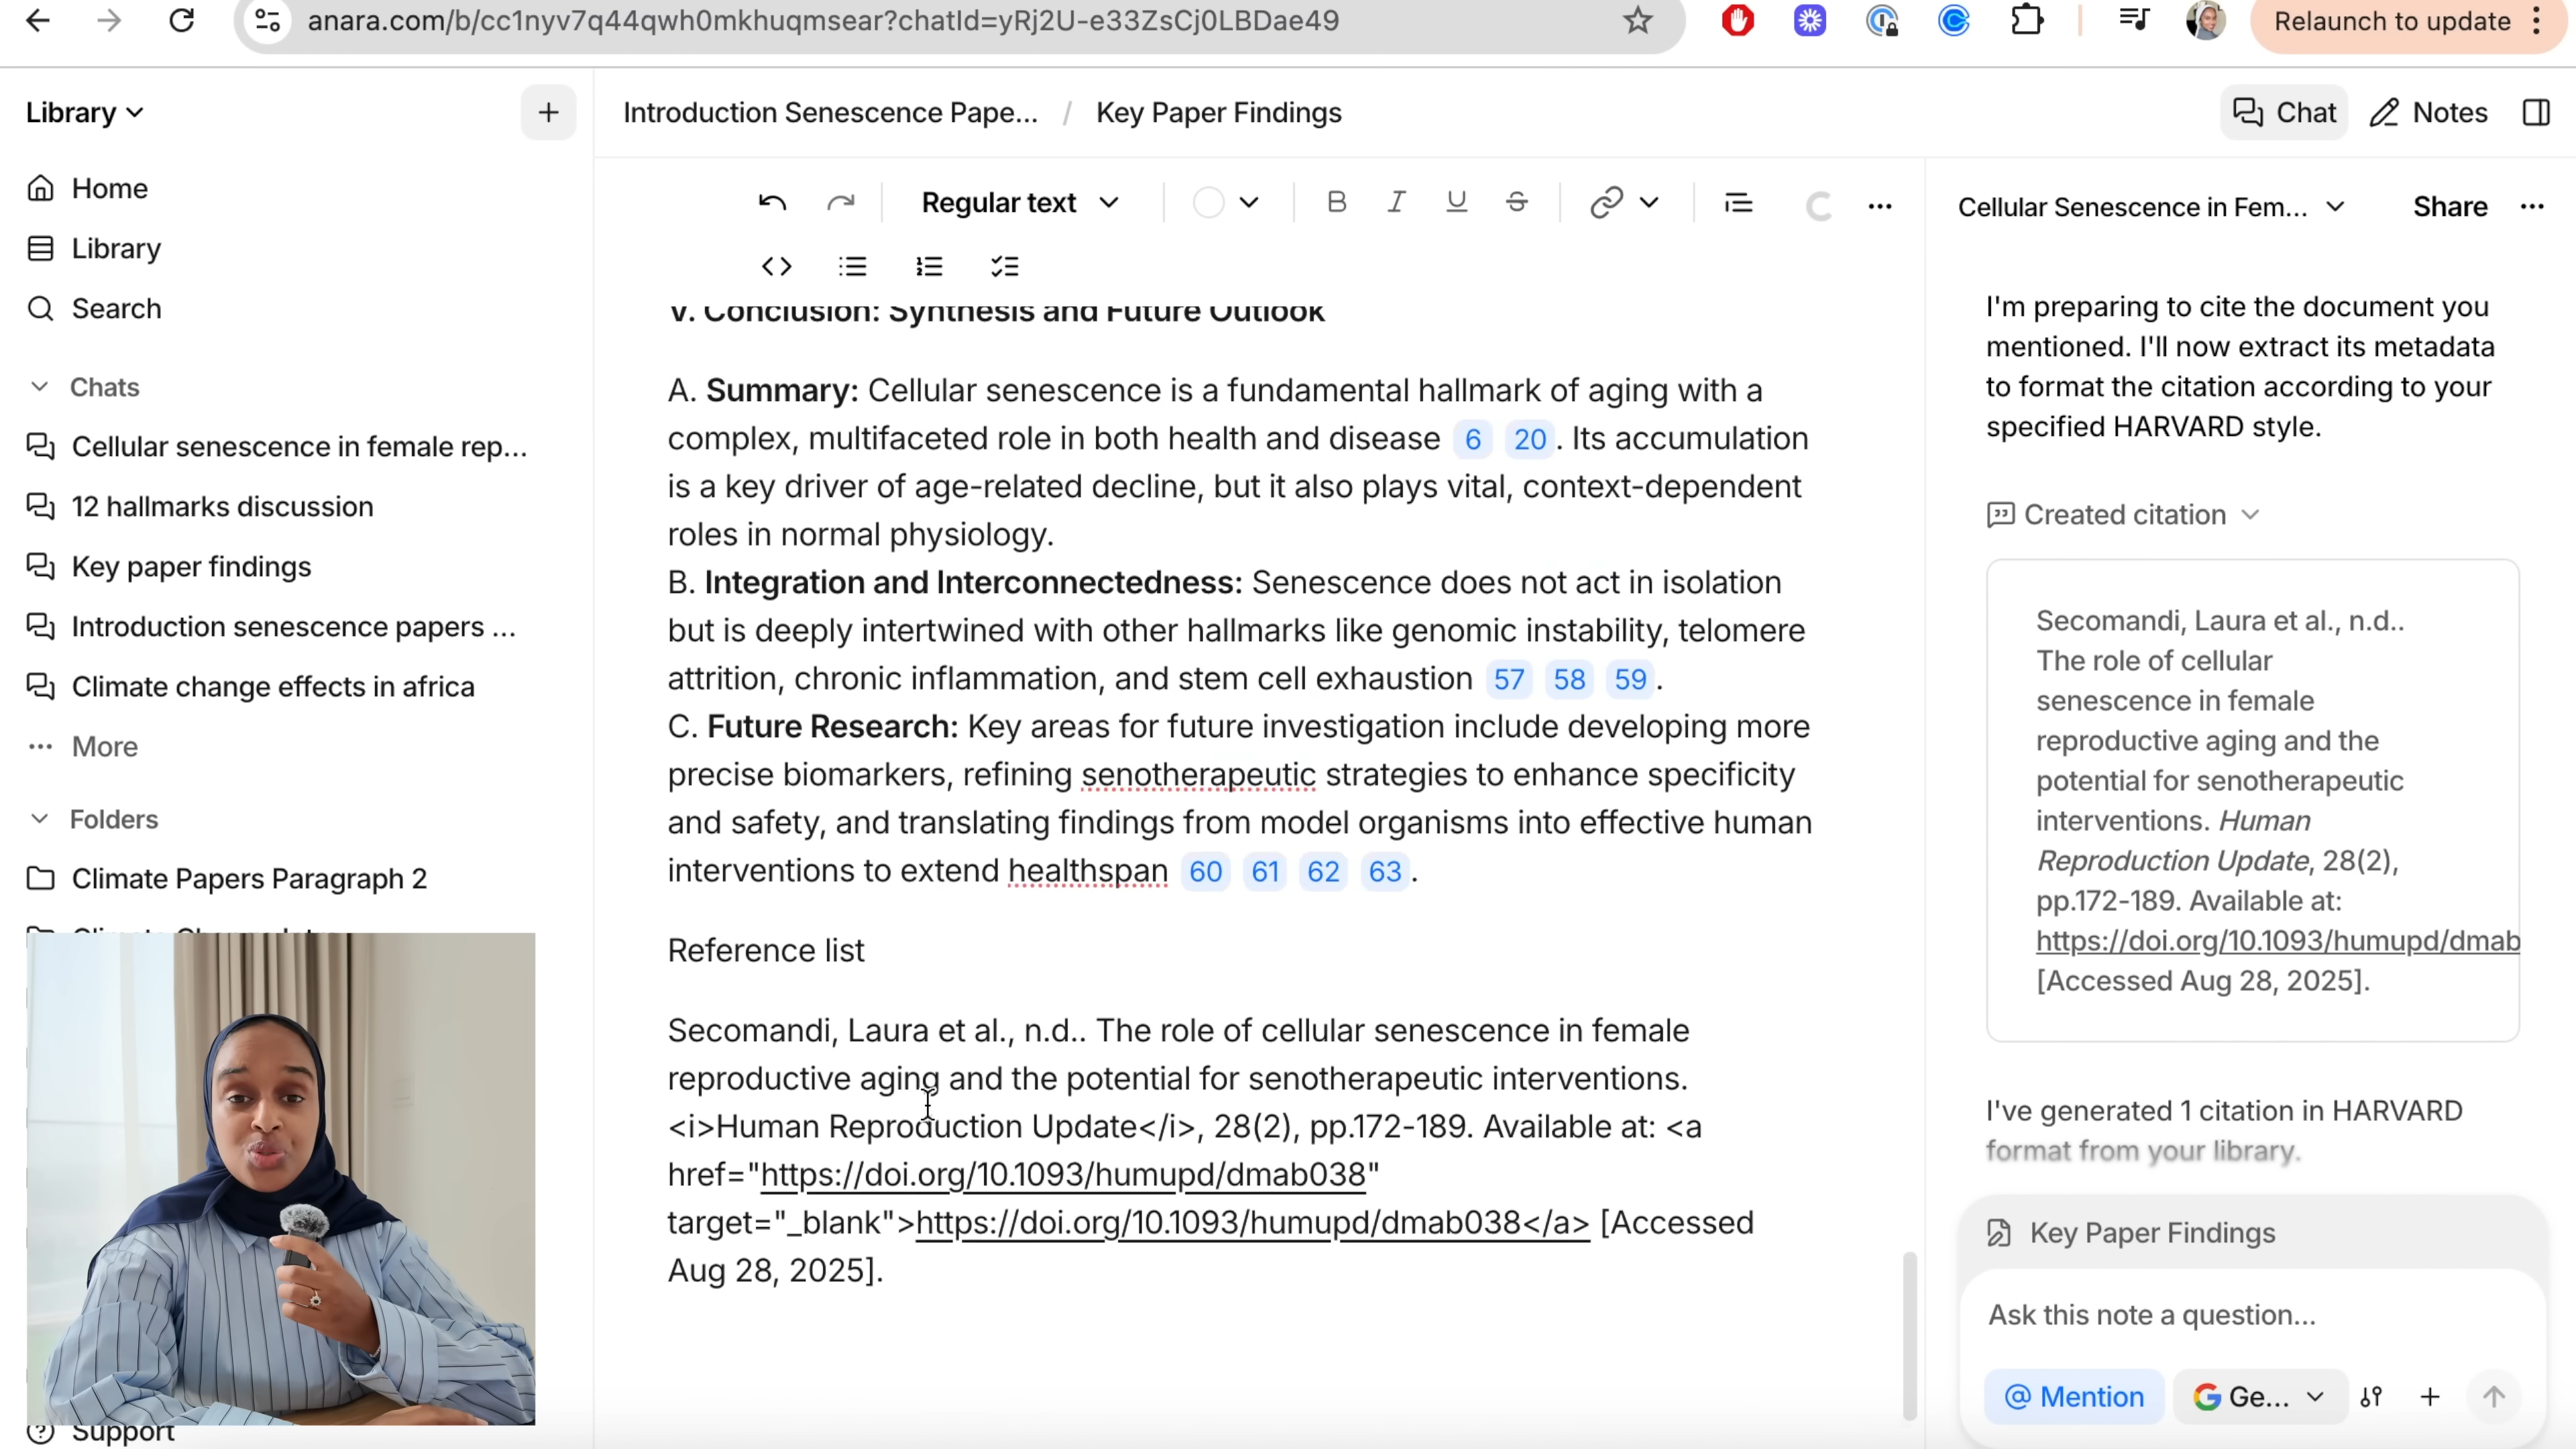 anara.com/b/cc1nyv7q44qwh0mkhuqmsear?chatId=yRj2U-e33ZsCj0LBDae49
Relaunch to update
Library
Home
Library
Search
Chats
Cellular senescence in female rep...
12 hallmarks discussion
Key paper findings
Introduction senescence papers ...
Climate change effects in africa
More
Folders
Climate Papers Paragraph 2
Support
Introduction Senescence Pape... / Key Paper Findings
Chat
Notes
Regular text
V. Conclusion: Synthesis and Future Outlook
A. Summary: Cellular senescence is a fundamental hallmark of aging with a
complex, multifaceted role in both health and disease 6 20. Its accumulation
is a key driver of age-related decline, but it also plays vital, context-dependent
roles in normal physiology.
B. Integration and Interconnectedness: Senescence does not act in isolation
but is deeply intertwined with other hallmarks like genomic instability, telomere
attrition, chronic inflammation, and stem cell exhaustion 57 58 59.
C. Future Research: Key areas for future investigation include developing more
precise biomarkers, refining senotherapeutic strategies to enhance specificity
and safety, and translating findings from model organisms into effective human
interventions to extend healthspan 60 61 62 63.
Reference list
Secomandi, Laura et al., n.d.. The role of cellular senescence in female
reproductive aging and the potential for senotherapeutic interventions.
<i>Human Reproduction Update</i>, 28(2), pp.172-189. Available at: <a
href="https://doi.org/10.1093/humupd/dmab038"
target="_blank">https://doi.org/10.1093/humupd/dmab038</a> [Accessed
Aug 28, 2025].
Cellular Senescence in Fem...
Share
I'm preparing to cite the document you
mentioned. I'll now extract its metadata
to format the citation according to your
specified HARVARD style.
Created citation
Secomandi, Laura et al., n.d..
The role of cellular
senescence in female
reproductive aging and the
potential for senotherapeutic
interventions. Human
Reproduction Update, 28(2),
pp.172-189. Available at:
https://doi.org/10.1093/humupd/dmab
[Accessed Aug 28, 2025].
I've generated 1 citation in HARVARD
format from your library.
Key Paper Findings
Ask this note a question...
@ Mention
Ge...